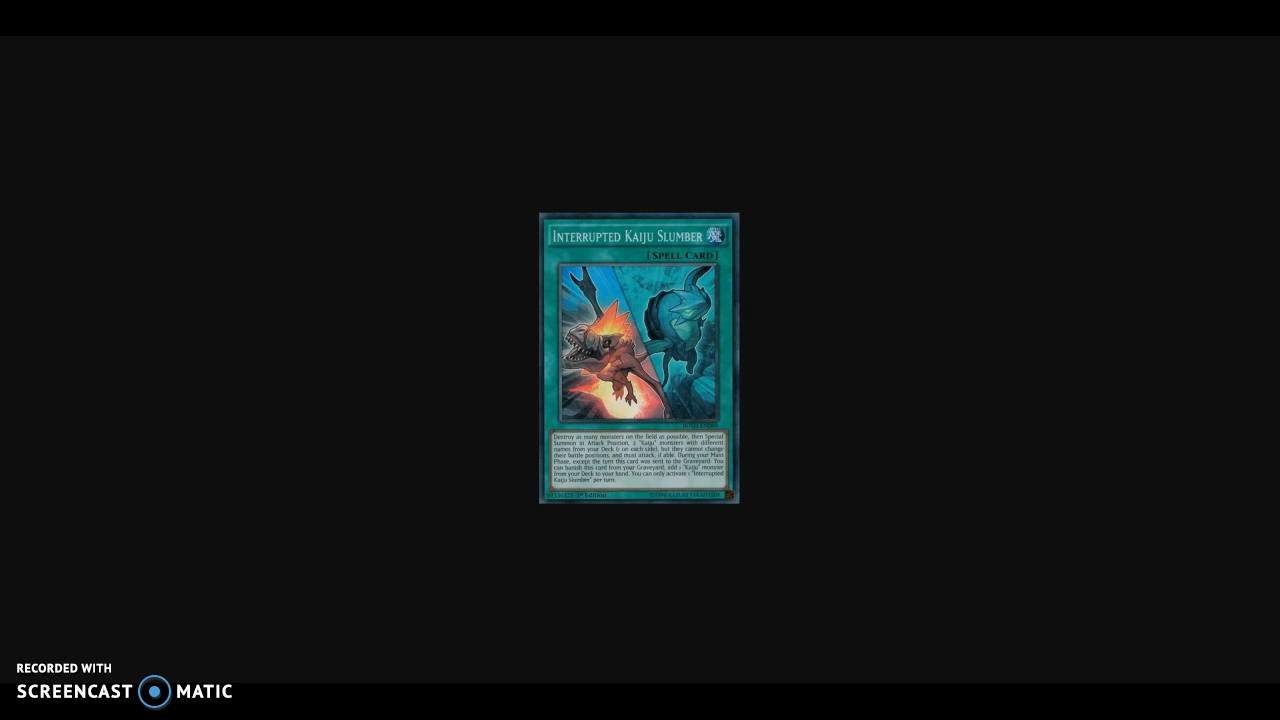 INTERRUPTED KAIJU SLUMBER
[SPELL CARD]
Destroy as many monsters on the field as possible, then Special
Summon in Attack Position, 2 "Kaiju" monsters with different
names from your Deck (1 on each side), but they cannot change
their battle positions, and must attack, if able. During your Main
Phase, except the turn this card was sent to the Graveyard: You
can banish this card from your Graveyard, add 1 "Kaiju" monster
from your Deck to your hand. You can only activate 1 "Interrupted
Kaiju Slumber" per turn.
1st Edition
RECORDED WITH
SCREENCAST MATIC